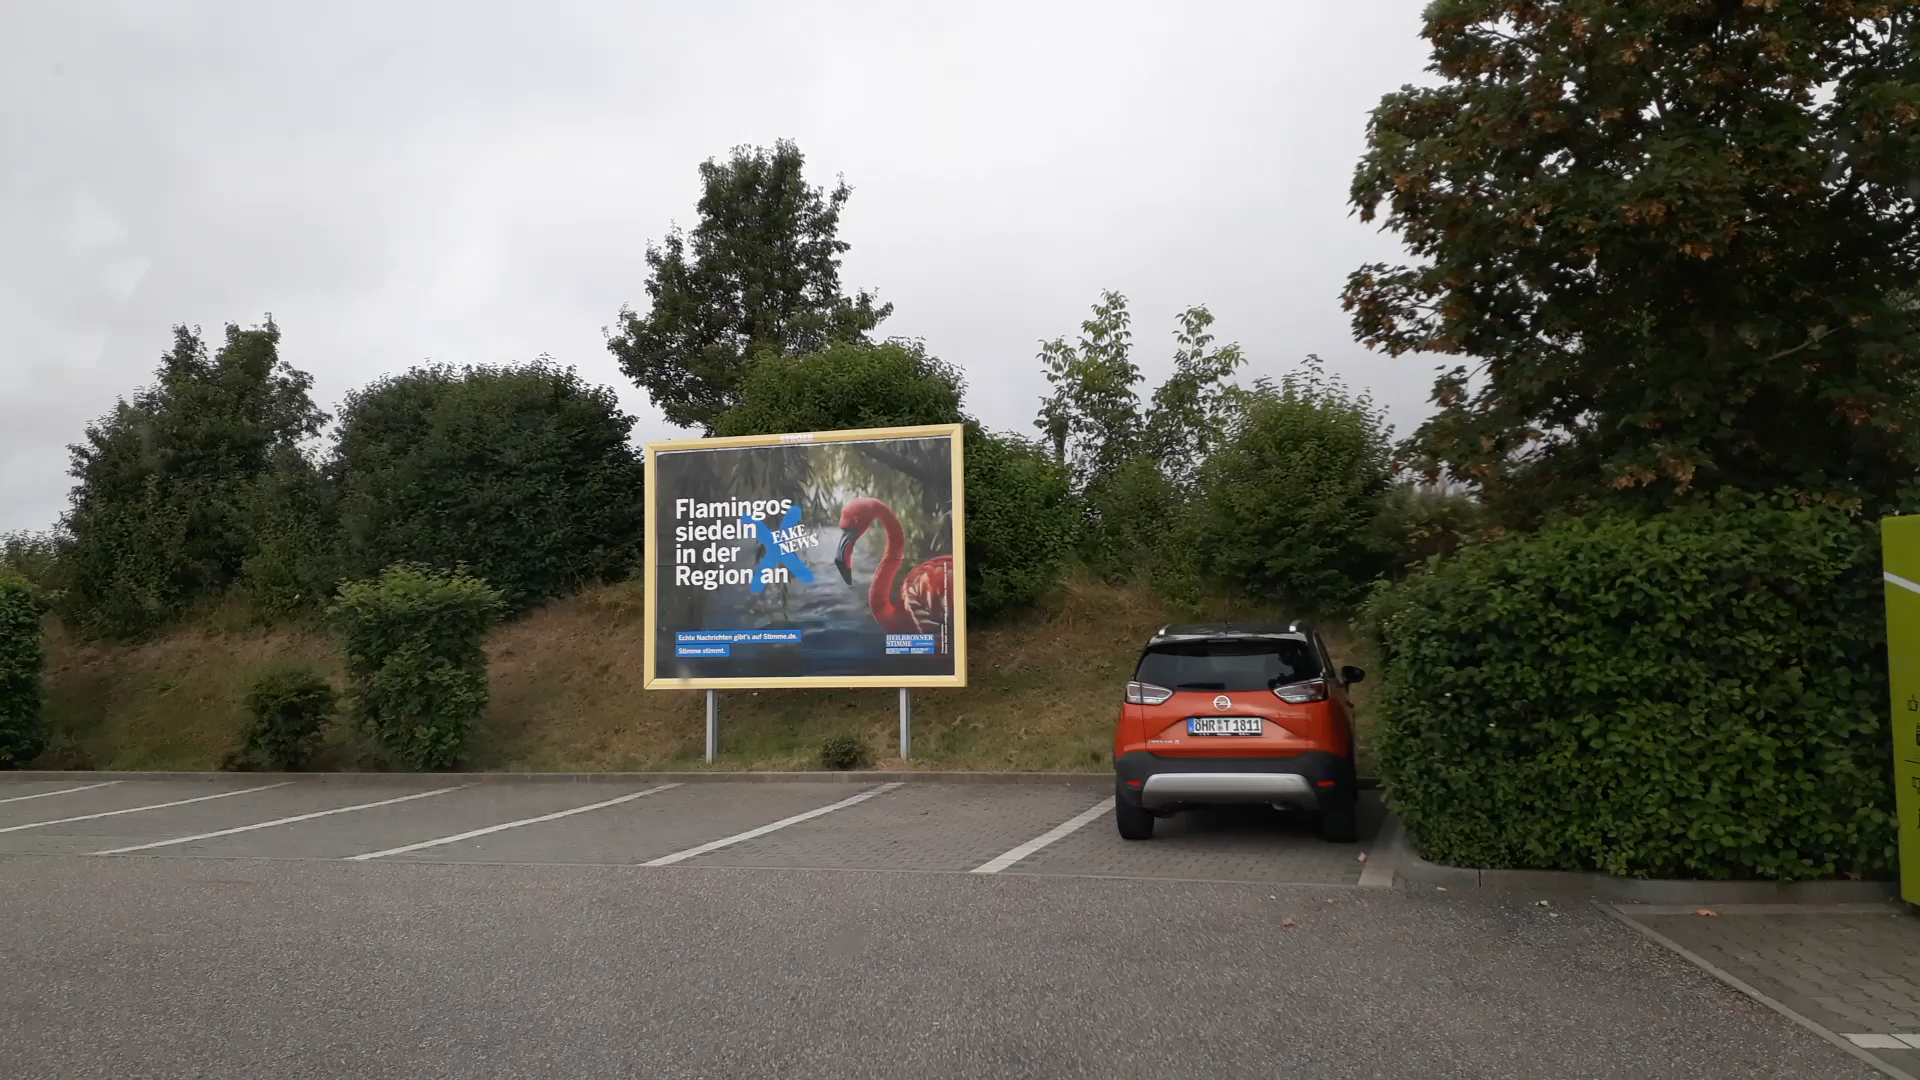 STRÖER
Flamingos
siedeln
in der
Region an
FAKE
NEWS
Echte Nachrichten gibt's auf Stimme.de.
Stimme stimmt.
HEILBRONNER
STIMME
ÖHR T 1811